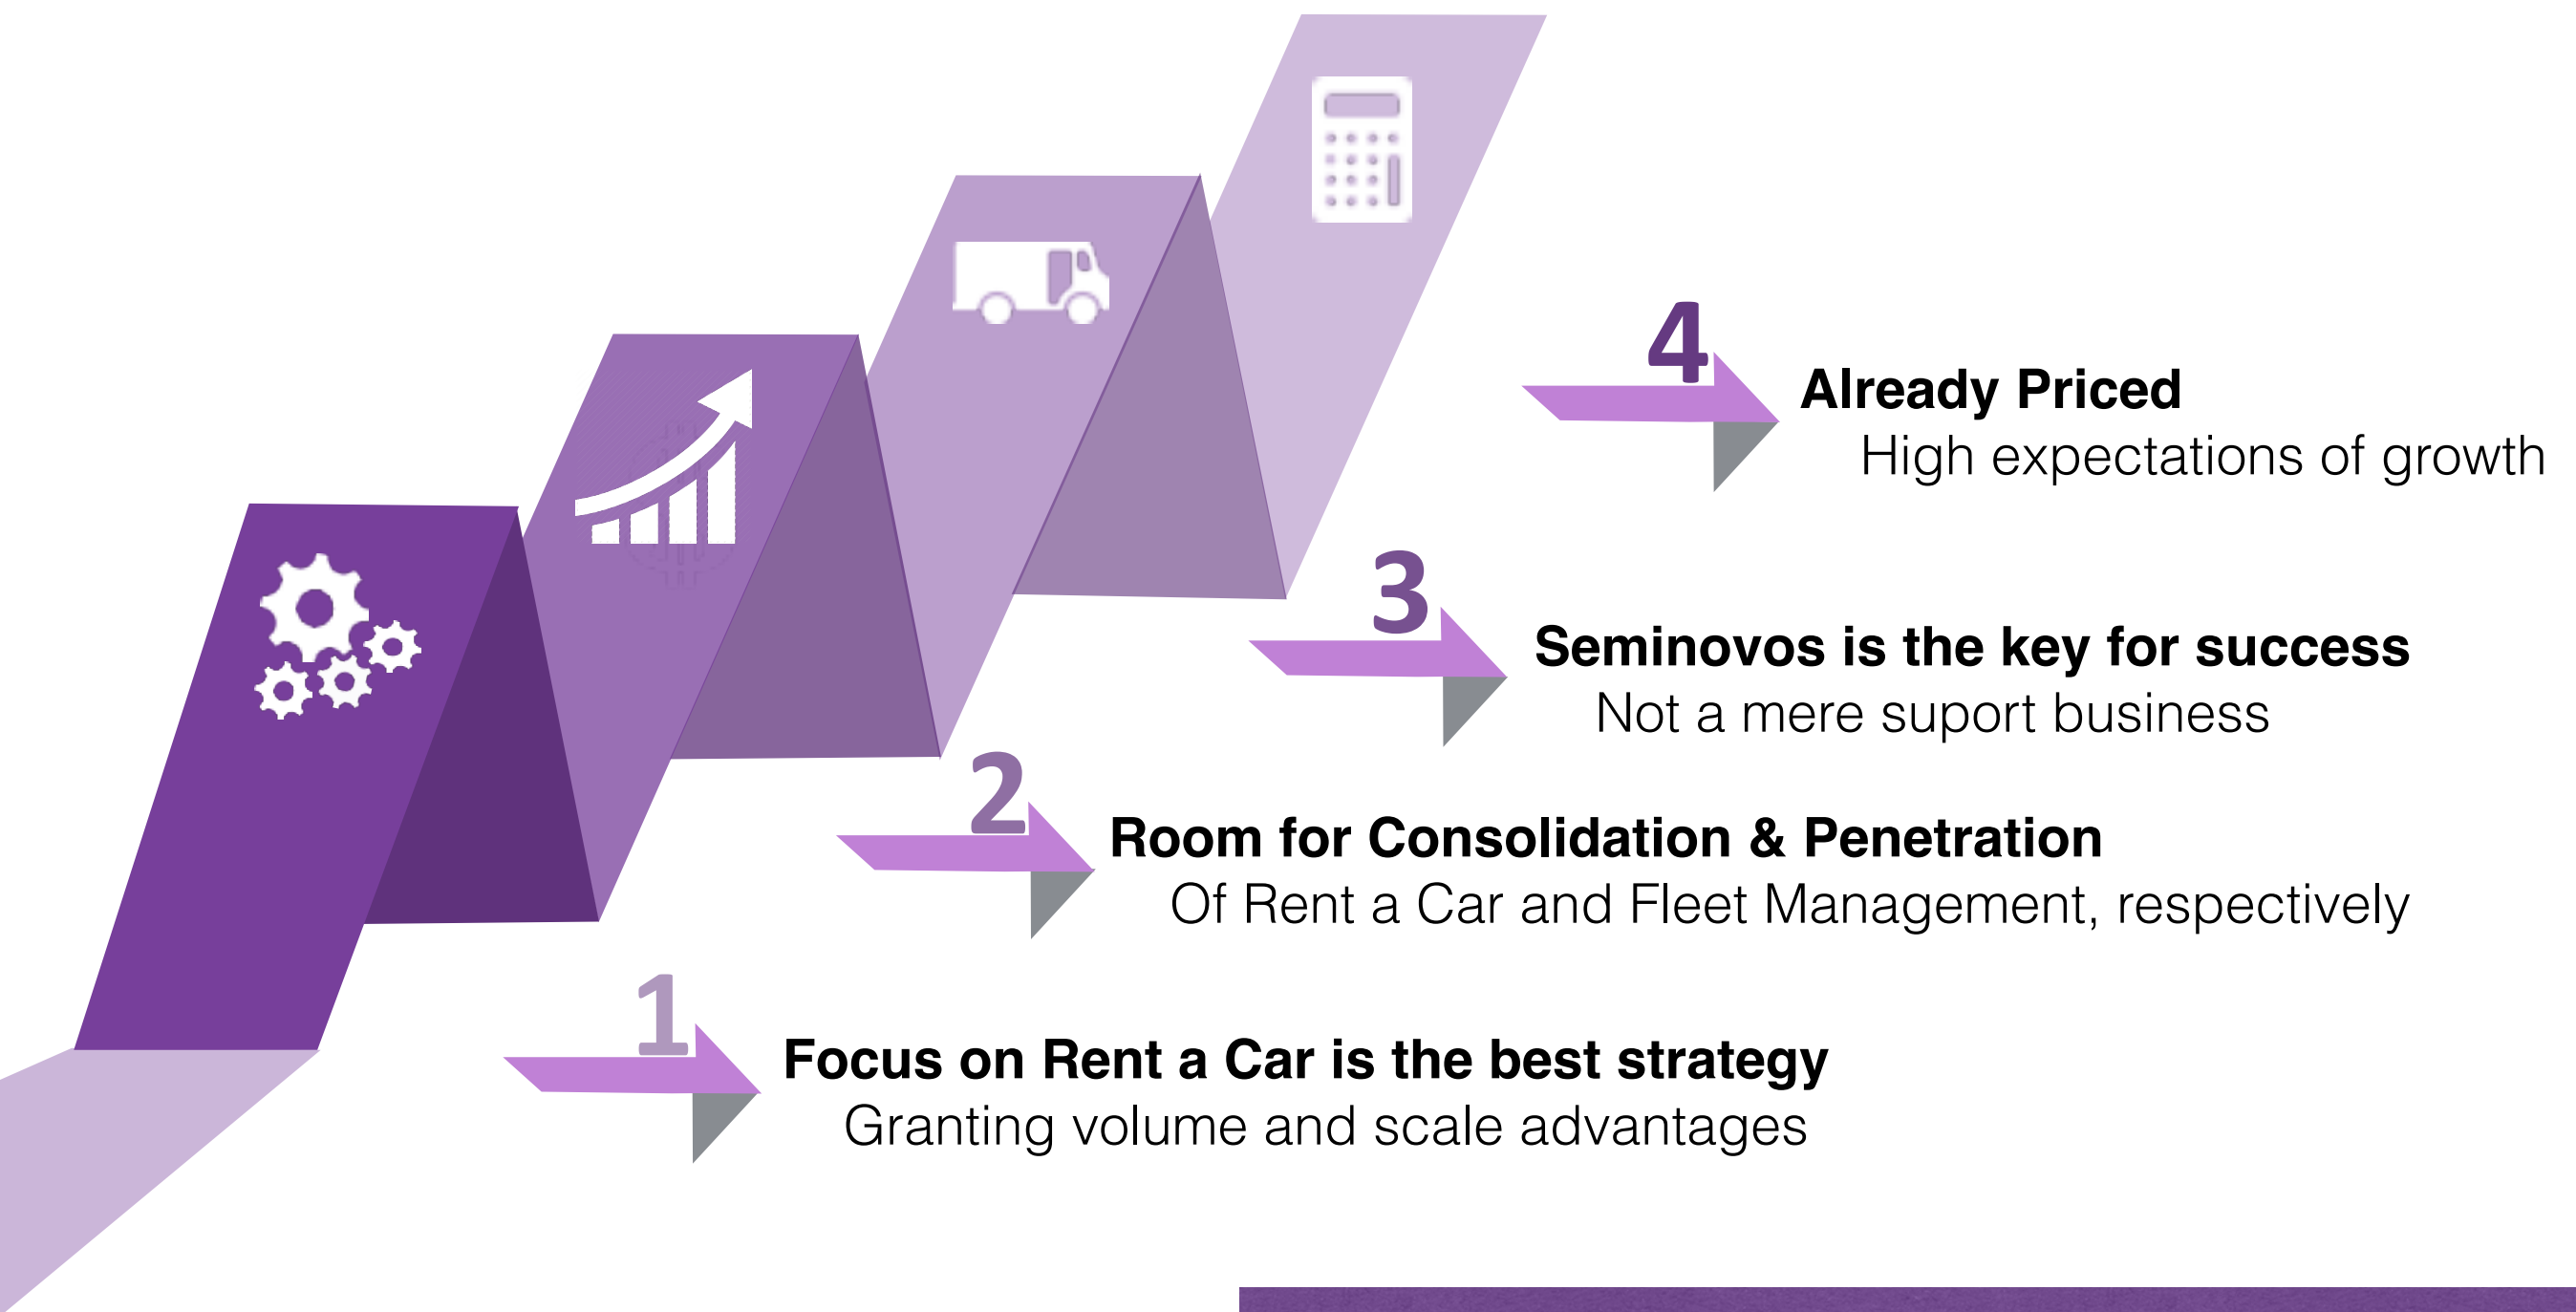 4
Already Priced
High expectations of growth
3
Seminovos is the key for success
Not a mere suport business
2
Room for Consolidation & Penetration
Of Rent a Car and Fleet Management, respectively
1
Focus on Rent a Car is the best strategy
Granting volume and scale advantages